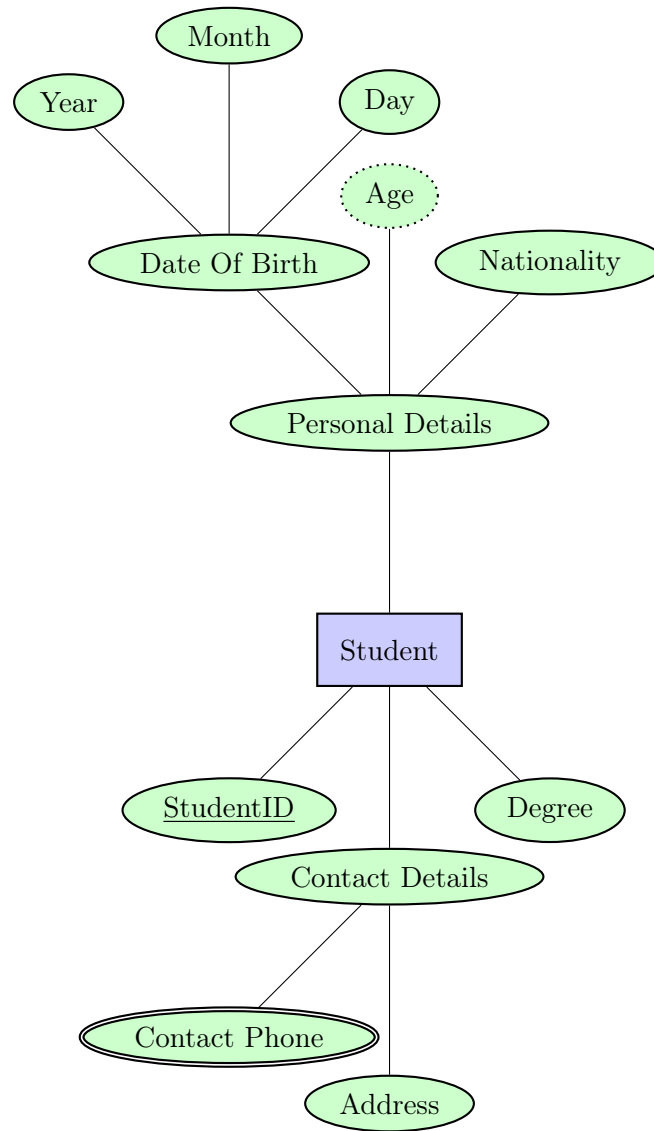 Month
Year
Day
Age
Date Of Birth
Nationality
Personal Details
Student
StudentID
Degree
Contact Details
Contact Phone
Address